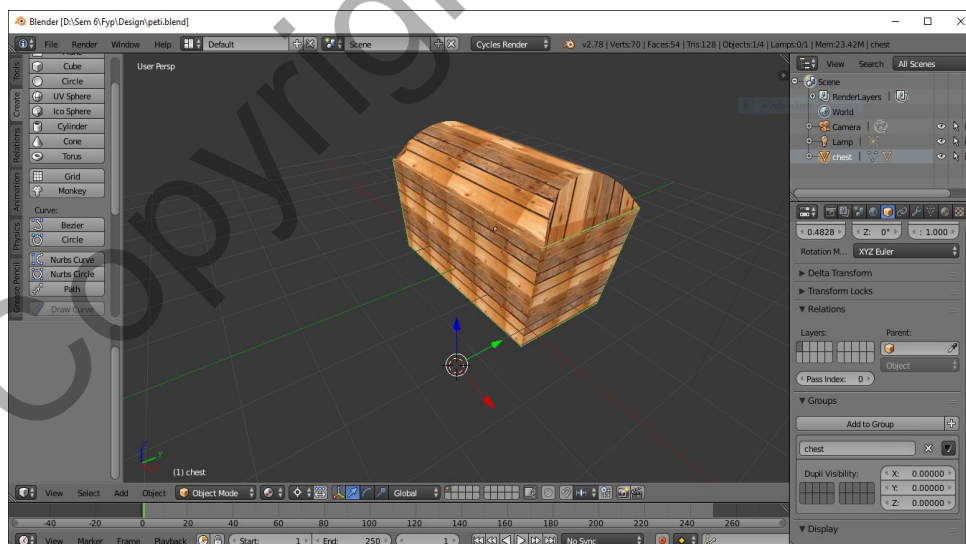 Blender [D:\Sem 6\Fyp\Design\peti.blend]
File Render Window Help Default Scene Cycles Render v2.78 | Verts:70 | Faces:54 | Tris:128 | Objects:1/4 | Lamps:0/1 | Mem:23.42M | chest
Tools
Create
Relations
Animation
Physics
Grease Pencil
Cube
Circle
UV Sphere
Ico Sphere
Cylinder
Cone
Torus
Grid
Monkey
Curve:
Bezier
Circle
Nurbs Curve
Nurbs Circle
Path
Draw Curve
User Persp
(1) chest
View Search All Scenes
Scene
RenderLayers
World
Camera
Lamp
chest
0.4828 Z: 0° : 1.000
Rotation M... XYZ Euler
Delta Transform
Transform Locks
Relations
Layers: Parent:
Object
Pass Index: 0
Groups
Add to Group
chest
Dupli Visibility: X: 0.00000
Y: 0.00000
Z: 0.00000
Display
View Select Add Object Object Mode Global
-40 -20 0 20 40 60 80 100 120 140 160 180 200 220 240 260
View Marker Frame Playback Start: 1 End: 250 1 No Sync